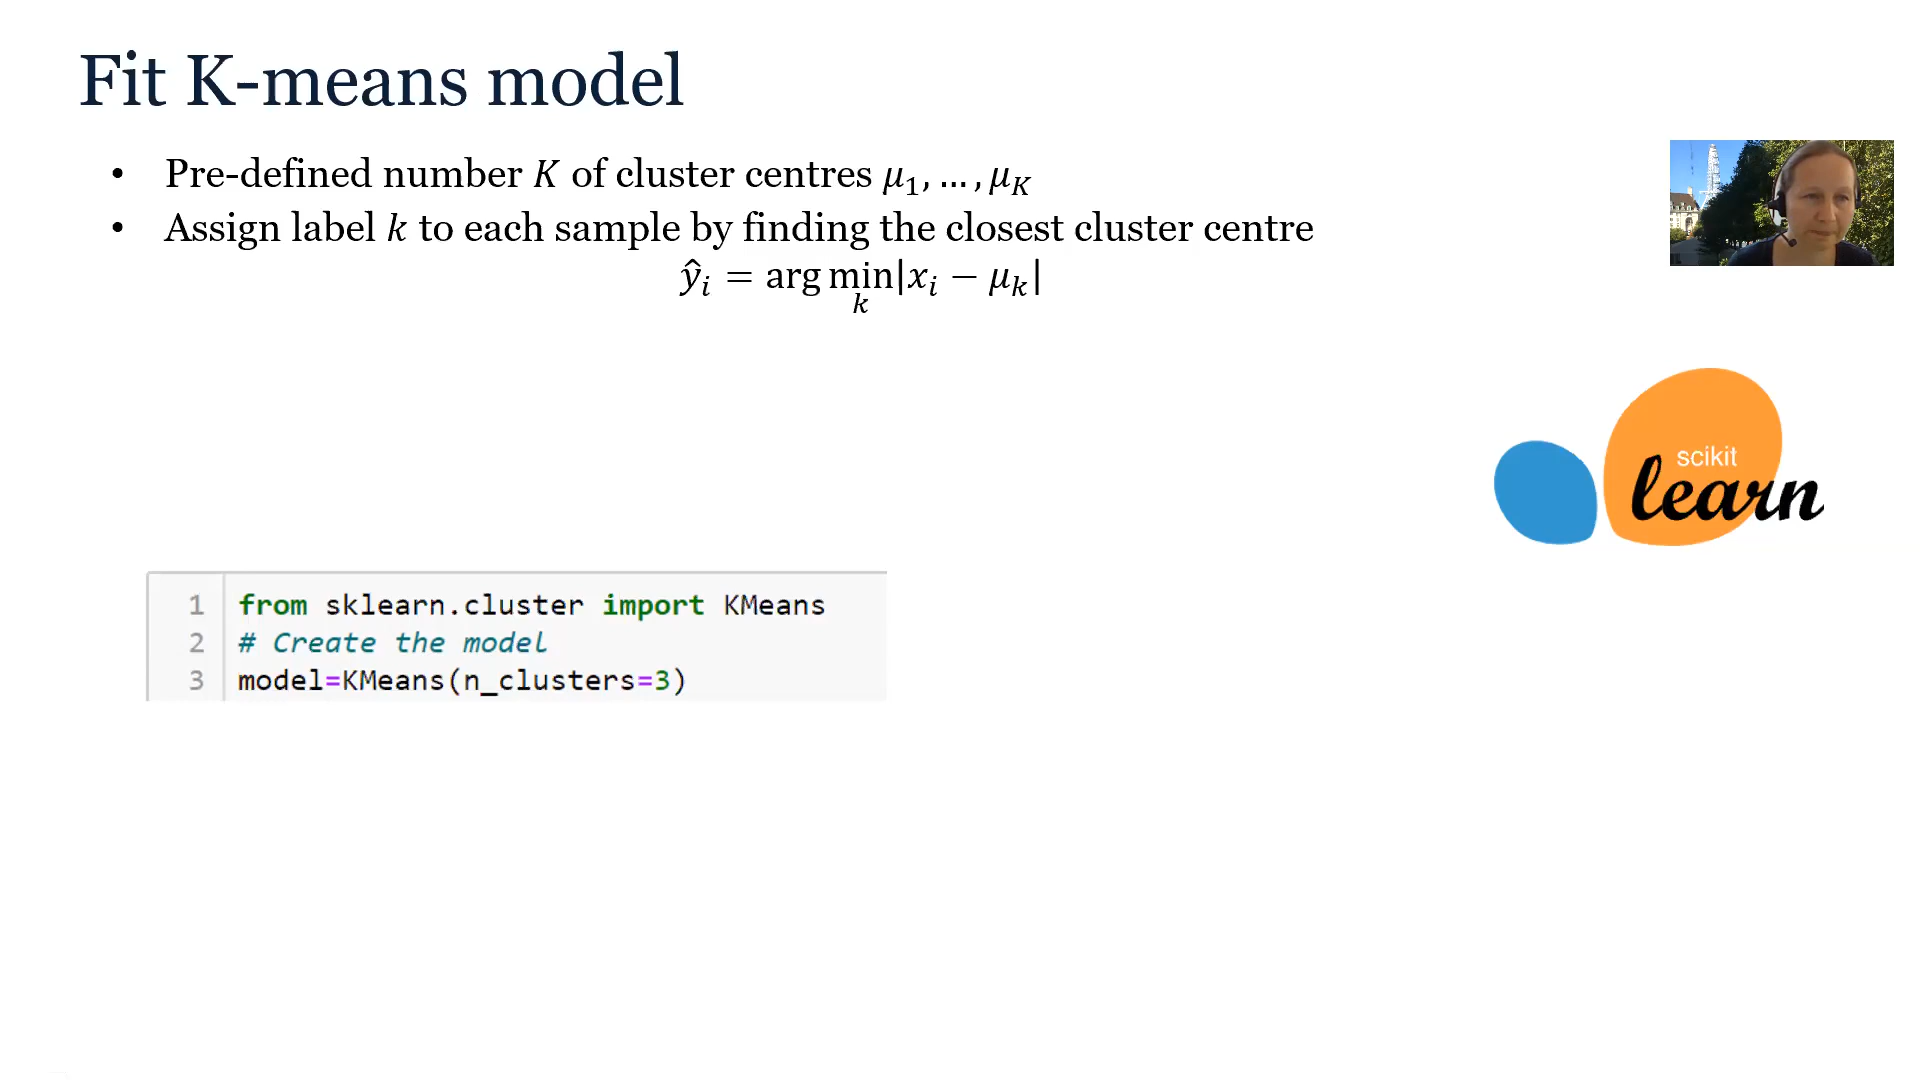 Fit K-means model
• Pre-defined number K of cluster centres μ₁, … , μ_K
• Assign label k to each sample by finding the closest cluster centre
ŷᵢ = arg min|xᵢ − μₖ|
k
scikit
learn
1 from sklearn.cluster import KMeans
2 # Create the model
3 model=KMeans(n_clusters=3)